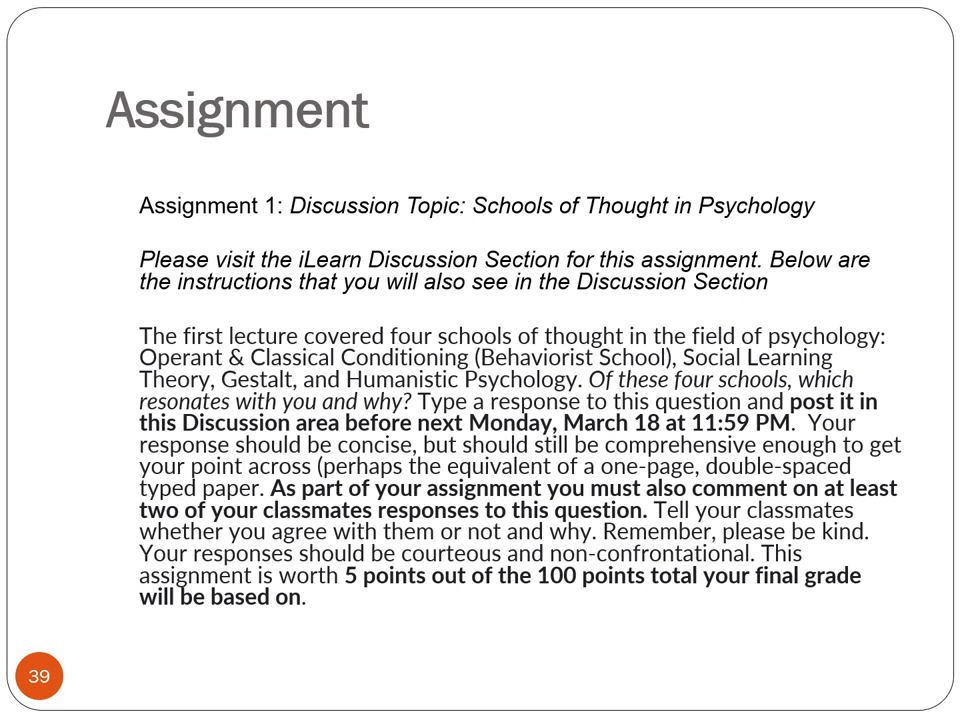 Assignment
Assignment 1: Discussion Topic: Schools of Thought in Psychology
Please visit the iLearn Discussion Section for this assignment. Below are
the instructions that you will also see in the Discussion Section
The first lecture covered four schools of thought in the field of psychology:
Operant & Classical Conditioning (Behaviorist School), Social Learning
Theory, Gestalt, and Humanistic Psychology. Of these four schools, which
resonates with you and why? Type a response to this question and post it in
this Discussion area before next Monday, March 18 at 11:59 PM.  Your
response should be concise, but should still be comprehensive enough to get
your point across (perhaps the equivalent of a one-page, double-spaced
typed paper. As part of your assignment you must also comment on at least
two of your classmates responses to this question. Tell your classmates
whether you agree with them or not and why. Remember, please be kind.
Your responses should be courteous and non-confrontational. This
assignment is worth 5 points out of the 100 points total your final grade
will be based on.
39